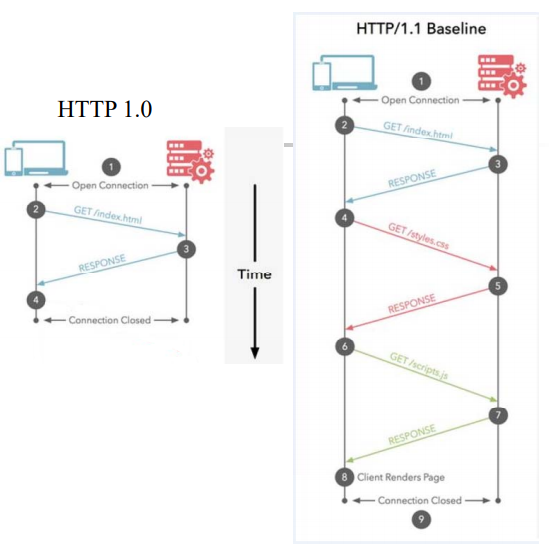 HTTP 1.0
1
Open Connection
2
GET /index.html
3
RESPONSE
4
Connection Closed
Time
HTTP/1.1 Baseline
1
Open Connection
2
GET /index.html
3
RESPONSE
4
GET /styles.css
5
RESPONSE
6
GET /scripts.js
7
RESPONSE
8 Client Renders Page
Connection Closed
9